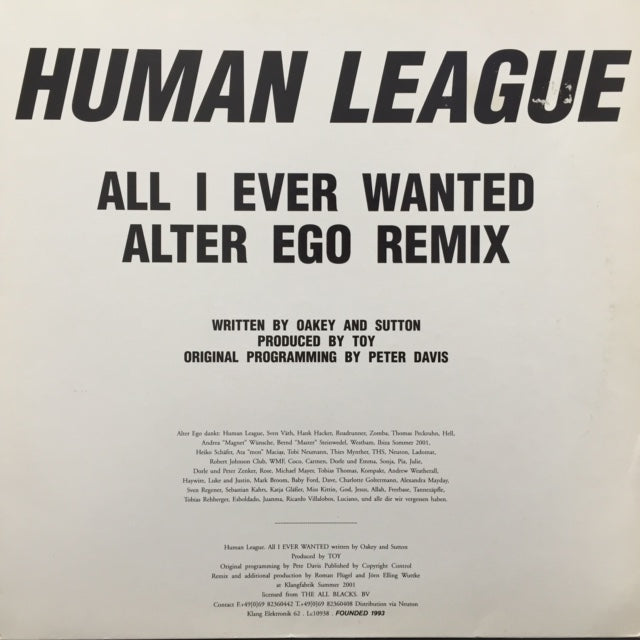 HUMAN LEAGUE
ALL I EVER WANTED
ALTER EGO REMIX
WRITTEN BY OAKEY AND SUTTON
PRODUCED BY TOY
ORIGINAL PROGRAMMING BY PETER DAVIS
Alter Ego dankt: Human League, Sven Väth, Hank Hacker, Roadrunner, Zomba, Thomas Peckruhn, Hell,
Andrea "Magnet" Wünsche, Bernd "Master" Steinwedel, Westbam, Ibiza Sommer 2001,
Heiko Schäfer, Ata "mon" Macias, Tobi Neumann, Thies Mynther, THS, Neuton, Ladomat,
Robert Johnson Club, WMF, Coco, Carmen, Dorle und Emma, Sonja, Pia, Julie,
Dorle und Peter Zenker, Rose, Michael Mayer, Tobias Thomas, Kompakt, Andrew Weatherall,
Haywire, Luke and Justin, Mark Broom, Baby Ford, Dave, Charlotte Goltermann, Alexandra Mayday,
Sven Regener, Sebastian Kahrs, Katja Gläßer, Miss Kittin, God, Jesus, Allah, Freebase, Tannenzäpfle,
Tobias Rehberger, Esboldado, Juanma, Ricardo Villalobos, Luciano, und alle die wir vergessen haben.
Human League. All I EVER WANTED written by Oakey and Sutton
Produced by TOY
Original programming by Pete Davis Published by Copyright Control
Remix and additional production by Roman Flügel and Jörn Elling Wuttke
at Klangfabrik Summer 2001
licensed from THE ALL BLACKS. BV
Contact F.+49(0)69 82360442 T.+49(0)69 82360408 Distribution via Neuton
Klang Elektronik 62 . Lc10938 . FOUNDED 1993